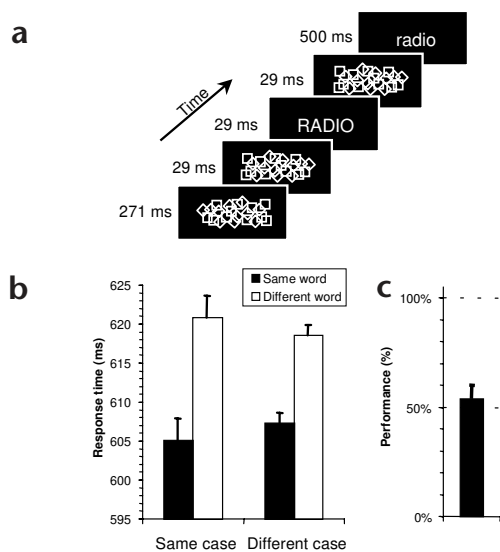 a
500 ms
radio
29 ms
Time
29 ms
RADIO
29 ms
271 ms
b
Same word
Different word
Response time (ms)
625
620
615
610
605
600
595
Same case Different case
c
Performance (%)
100%
50%
0%